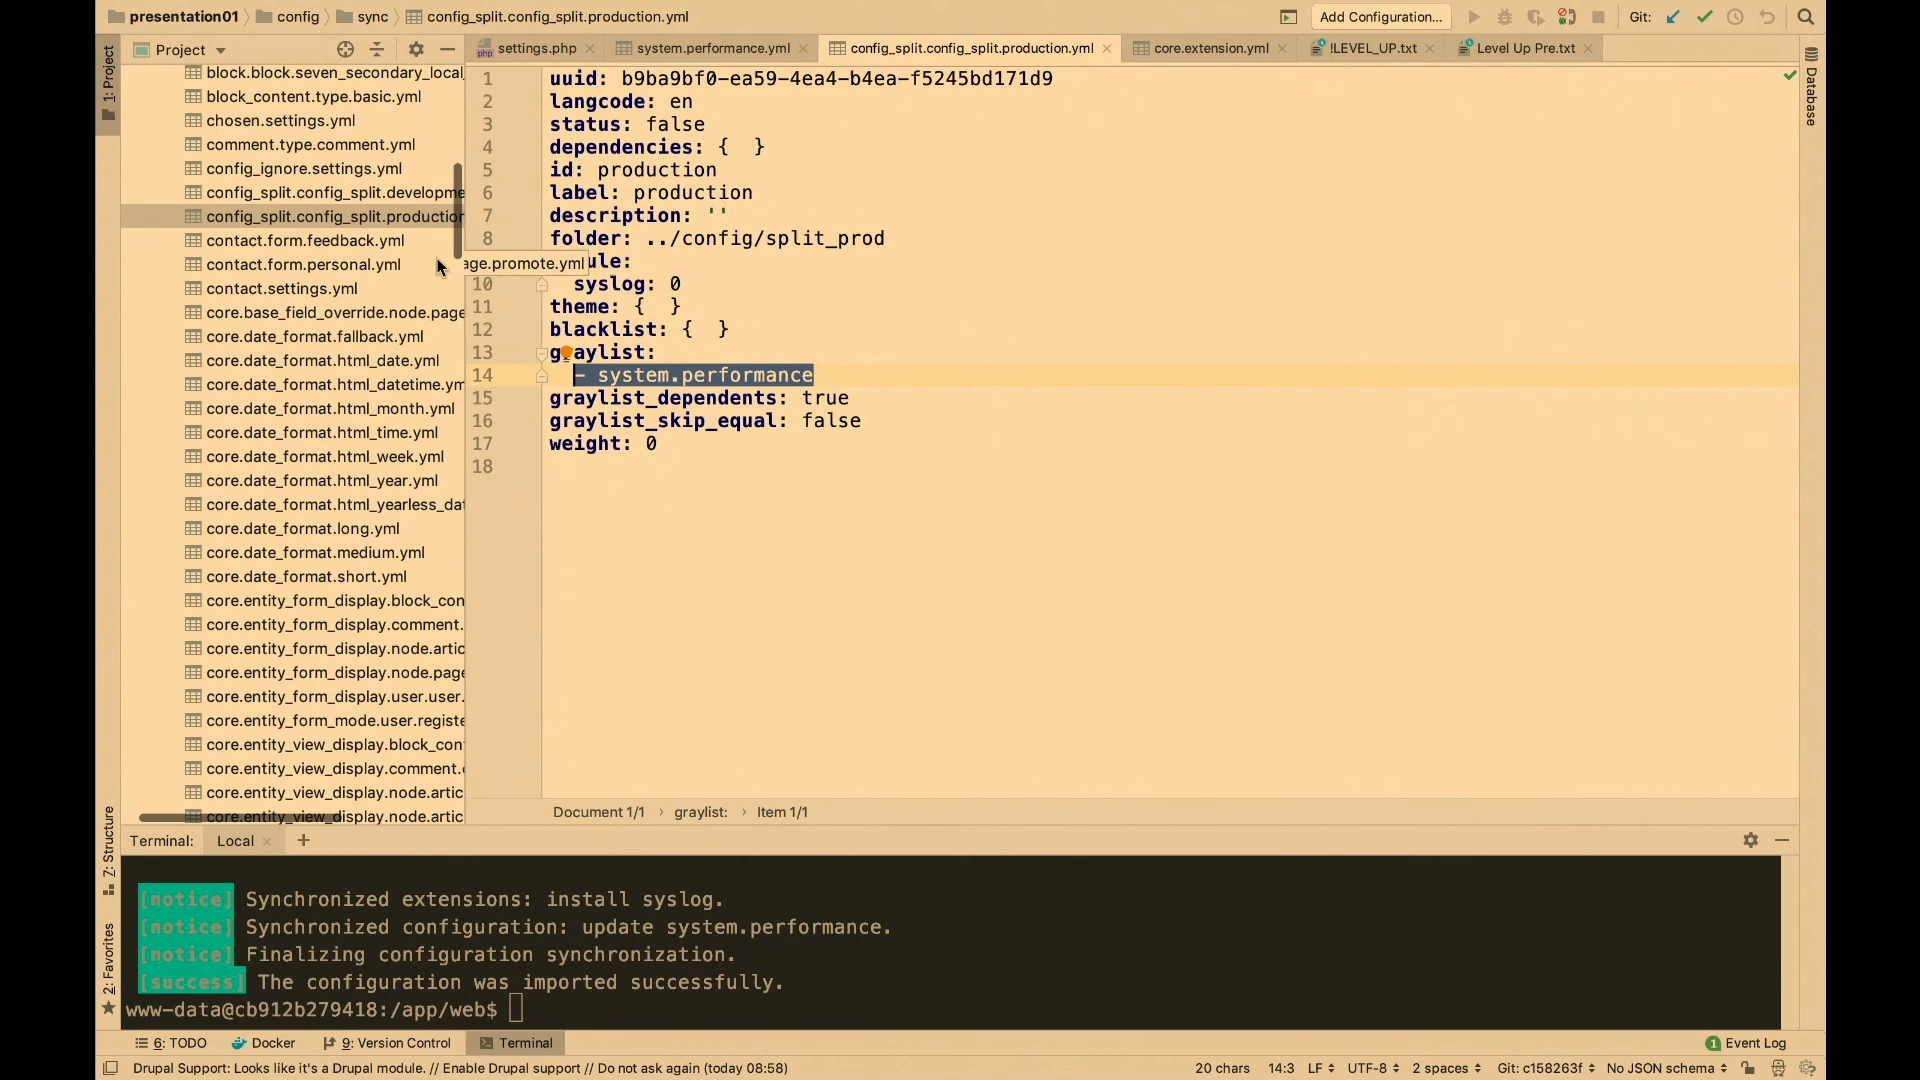 presentation01 config sync config_split.config_split.production.yml Add Configuration... Git:
1: Project
Project
settings.php system.performance.yml config_split.config_split.production.yml core.extension.yml !LEVEL_UP.txt Level Up Pre.txt
Database
block.block.seven_secondary_local_
block_content.type.basic.yml
chosen.settings.yml
comment.type.comment.yml
config_ignore.settings.yml
config_split.config_split.developme
config_split.config_split.production
contact.form.feedback.yml
contact.form.personal.yml
contact.settings.yml
core.base_field_override.node.page
core.date_format.fallback.yml
core.date_format.html_date.yml
core.date_format.html_datetime.ym
core.date_format.html_month.yml
core.date_format.html_time.yml
core.date_format.html_week.yml
core.date_format.html_year.yml
core.date_format.html_yearless_dat
core.date_format.long.yml
core.date_format.medium.yml
core.date_format.short.yml
core.entity_form_display.block_con
core.entity_form_display.comment.
core.entity_form_display.node.artic
core.entity_form_display.node.page
core.entity_form_display.user.user.
core.entity_form_mode.user.registe
core.entity_view_display.block_con
core.entity_view_display.comment.
core.entity_view_display.node.artic
core.entity_view_display.node.artic
1 uuid: b9ba9bf0-ea59-4ea4-b4ea-f5245bd171d9
2 langcode: en
3 status: false
4 dependencies: { }
5 id: production
6 label: production
7 description: ''
8 folder: ../config/split_prod
age.promote.yml ule:
10 syslog: 0
11 theme: { }
12 blacklist: { }
13 graylist:
14 - system.performance
15 graylist_dependents: true
16 graylist_skip_equal: false
17 weight: 0
18
Document 1/1 › graylist: › Item 1/1
Z: Structure
2: Favorites
Terminal: Local
[notice] Synchronized extensions: install syslog.
[notice] Synchronized configuration: update system.performance.
[notice] Finalizing configuration synchronization.
[success] The configuration was imported successfully.
www-data@cb912b279418:/app/web$
6: TODO Docker 9: Version Control Terminal 1 Event Log
Drupal Support: Looks like it's a Drupal module. // Enable Drupal support // Do not ask again (today 08:58) 20 chars 14:3 LF UTF-8 2 spaces Git: c158263f No JSON schema